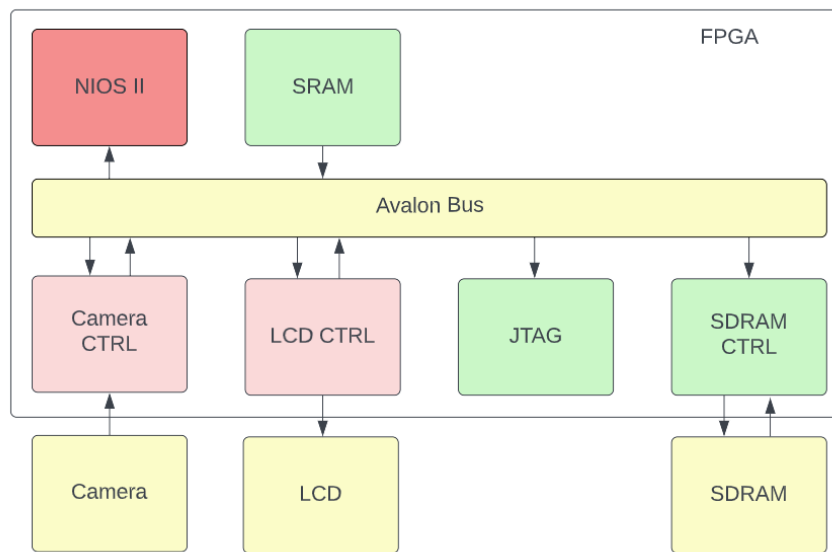 FPGA
NIOS II
SRAM
Avalon Bus
Camera
CTRL
LCD CTRL
JTAG
SDRAM
CTRL
Camera
LCD
SDRAM